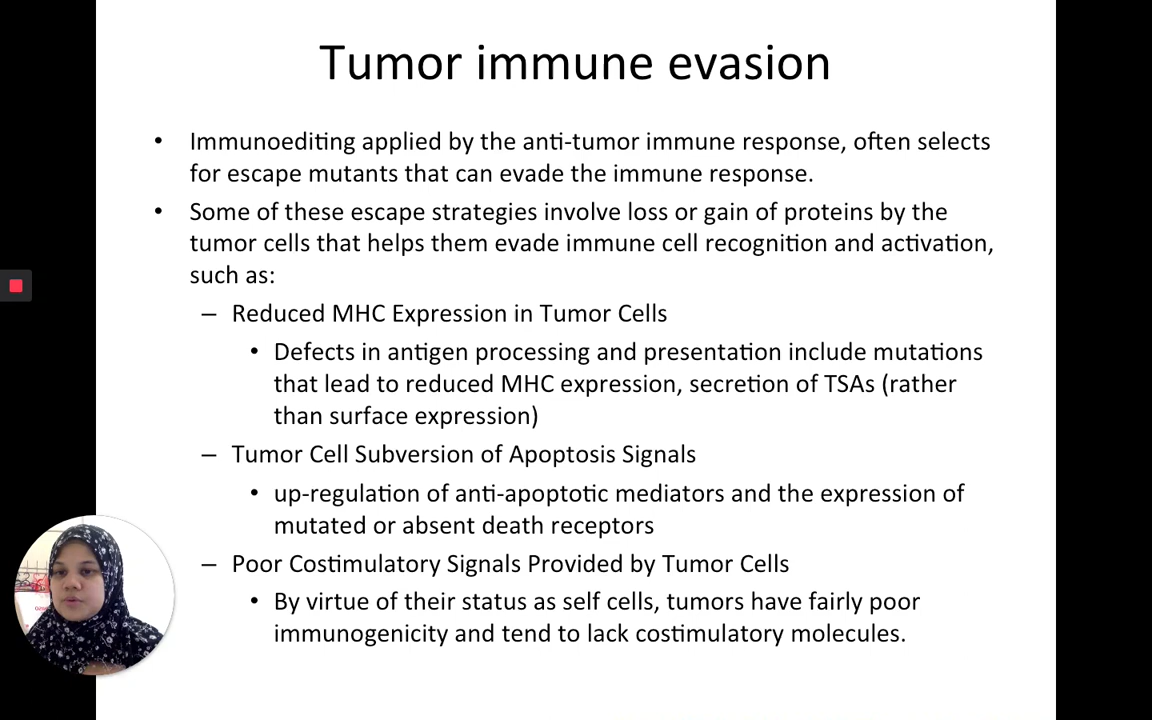 Tumor immune evasion
• Immunoediting applied by the anti-tumor immune response, often selects
for escape mutants that can evade the immune response.
• Some of these escape strategies involve loss or gain of proteins by the
tumor cells that helps them evade immune cell recognition and activation,
such as:
– Reduced MHC Expression in Tumor Cells
• Defects in antigen processing and presentation include mutations
that lead to reduced MHC expression, secretion of TSAs (rather
than surface expression)
– Tumor Cell Subversion of Apoptosis Signals
• up-regulation of anti-apoptotic mediators and the expression of
mutated or absent death receptors
– Poor Costimulatory Signals Provided by Tumor Cells
• By virtue of their status as self cells, tumors have fairly poor
immunogenicity and tend to lack costimulatory molecules.